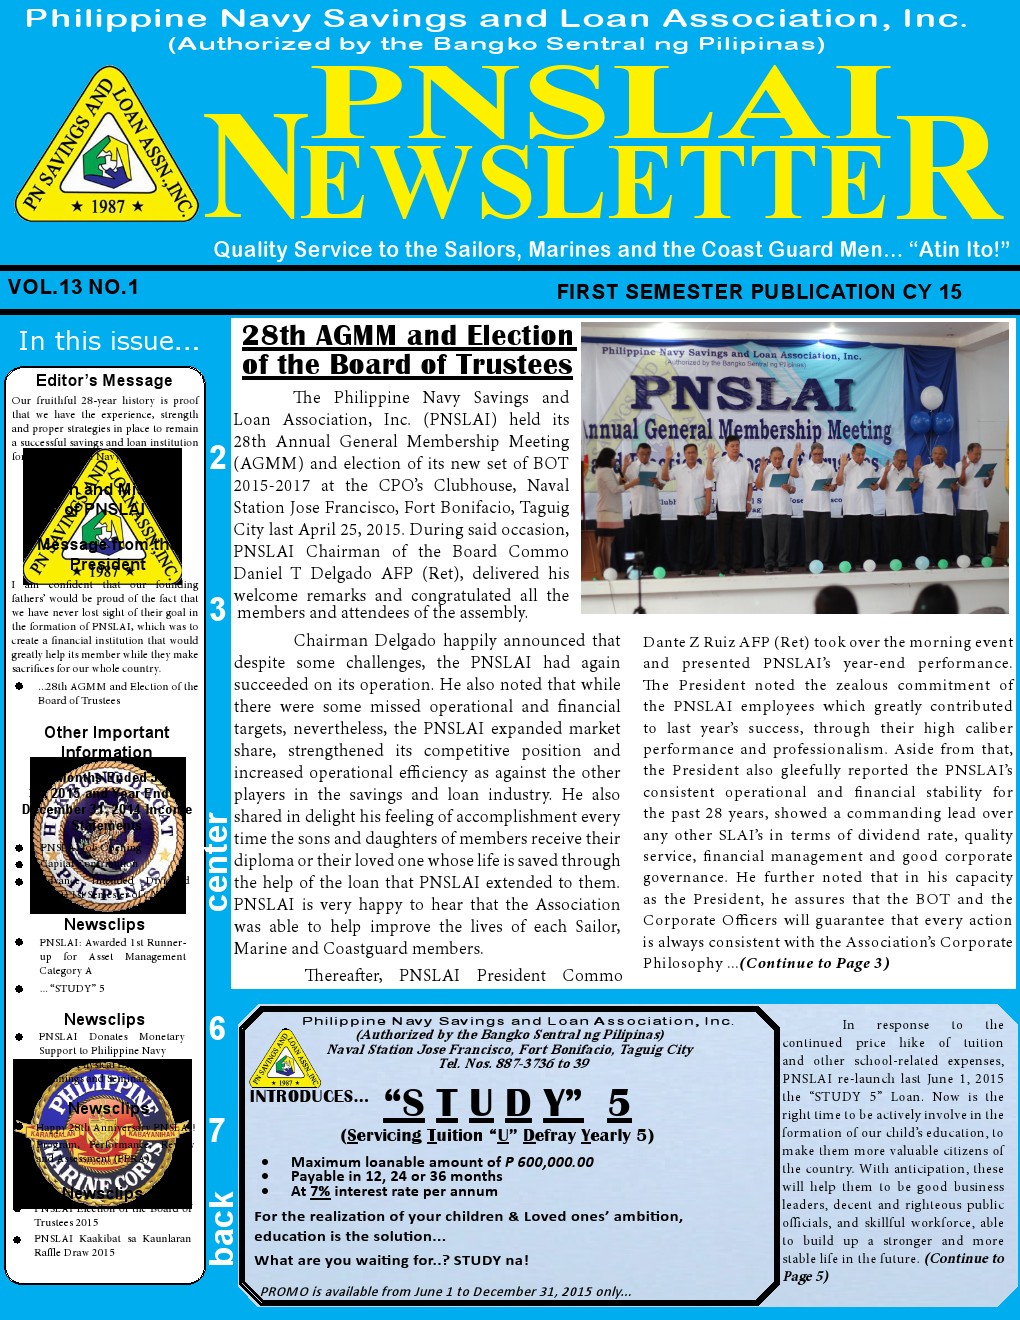 Philippine Navy Savings and Loan Association, Inc.
(Authorized by the Bangko Sentral ng Pilipinas)
PN SAVINGS AND LOAN ASSN.,INC.
★ 1987 ★
PNSLAI
NEWSLETTER
Quality Service to the Sailors, Marines and the Coast Guard Men... “Atin Ito!”
VOL.13 NO.1
FIRST SEMESTER PUBLICATION CY 15
In this issue...
Editor’s Message
Our fruithful 28-year history is proof
that we have the experience, strength
and proper strategies in place to remain
a successful savings and loan institution
PN SAVINGS AND LOAN ASSN.,INC.
★ 1987 ★
of PNSLAI
Message from the
President
I am confident that our founding
fathers’ would be proud of the fact that
we have never lost sight of their goal in
the formation of PNSLAI, which was to
create a financial institution that would
greatly help its member while they make
sacrifices for our whole country.
...28th AGMM and Election of the
Board of Trustees
Other Important
Information
Months Ended
2015 and Year Ended
December 31, 2014 Income
Statements
Newsclips
PNSLAI: Awarded 1st Runner-
up for Asset Management
Category A
... “STUDY” 5
Newsclips
PNSLAI Donates Monetary
Support to Philippine Navy
PHILIPPINE
MARINE CORPS
KARANGALAN
KATUNGKULAN
KABAYANIHAN
Newsclips
Happy 28th Anniversary PNSLAI!
Program Performance
and Assessment (PERA)
Newsclips
PNSLAI Election of the Board of
Trustees 2015
PNSLAI Kaakibat sa Kaunlaran
Raffle Draw 2015
2
3
center
6
7
back
28th AGMM and Election
of the Board of Trustees
The Philippine Navy Savings and
Loan Association, Inc. (PNSLAI) held its
28th Annual General Membership Meeting
(AGMM) and election of its new set of BOT
2015-2017 at the CPO’s Clubhouse, Naval
Station Jose Francisco, Fort Bonifacio, Taguig
City last April 25, 2015. During said occasion,
PNSLAI Chairman of the Board Commo
Daniel T Delgado AFP (Ret), delivered his
welcome remarks and congratulated all the
members and attendees of the assembly.
Chairman Delgado happily announced that
despite some challenges, the PNSLAI had again
succeeded on its operation. He also noted that while
there were some missed operational and financial
targets, nevertheless, the PNSLAI expanded market
share, strengthened its competitive position and
increased operational efficiency as against the other
players in the savings and loan industry. He also
shared in delight his feeling of accomplishment every
time the sons and daughters of members receive their
diploma or their loved one whose life is saved through
the help of the loan that PNSLAI extended to them.
PNSLAI is very happy to hear that the Association
was able to help improve the lives of each Sailor,
Marine and Coastguard members.
Thereafter, PNSLAI President Commo
Philippine Navy Savings and Loan Association, Inc.
(Authorized by the Bangko Sentral ng Pilipinas)
PNSLAI
Annual General Membership Meeting
Dante Z Ruiz AFP (Ret) took over the morning event
and presented PNSLAI’s year-end performance.
The President noted the zealous commitment of
the PNSLAI employees which greatly contributed
to last year’s success, through their high caliber
performance and professionalism. Aside from that,
the President also gleefully reported the PNSLAI’s
consistent operational and financial stability for
the past 28 years, showed a commanding lead over
any other SLAI’s in terms of dividend rate, quality
service, financial management and good corporate
governance. He further noted that in his capacity
as the President, he assures that the BOT and the
Corporate Officers will guarantee that every action
is always consistent with the Association’s Corporate
Philosophy ...(Continue to Page 3)
Philippine Navy Savings and Loan Association, Inc.
(Authorized by the Bangko Sentral ng Pilipinas)
Naval Station Jose Francisco, Fort Bonifacio, Taguig City
Tel. Nos. 887-3736 to 39
PN SAVINGS AND LOAN ASSN.,INC.
★ 1987 ★
INTRODUCES... “S T U D Y” 5
(Servicing Tuition “U” Defray Yearly 5)
• Maximum loanable amount of P 600,000.00
• Payable in 12, 24 or 36 months
• At 7% interest rate per annum
For the realization of your children & Loved ones’ ambition,
education is the solution...
What are you waiting for..? STUDY na!
PROMO is available from June 1 to December 31, 2015 only...
In response to the
continued price hike of tuition
and other school-related expenses,
PNSLAI re-launch last June 1, 2015
the “STUDY 5” Loan. Now is the
right time to be actively involve in the
formation of our child’s education, to
make them more valuable citizens of
the country. With anticipation, these
will help them to be good business
leaders, decent and righteous public
officials, and skillful workforce, able
to build up a stronger and more
stable life in the future. (Continue to
Page 5)